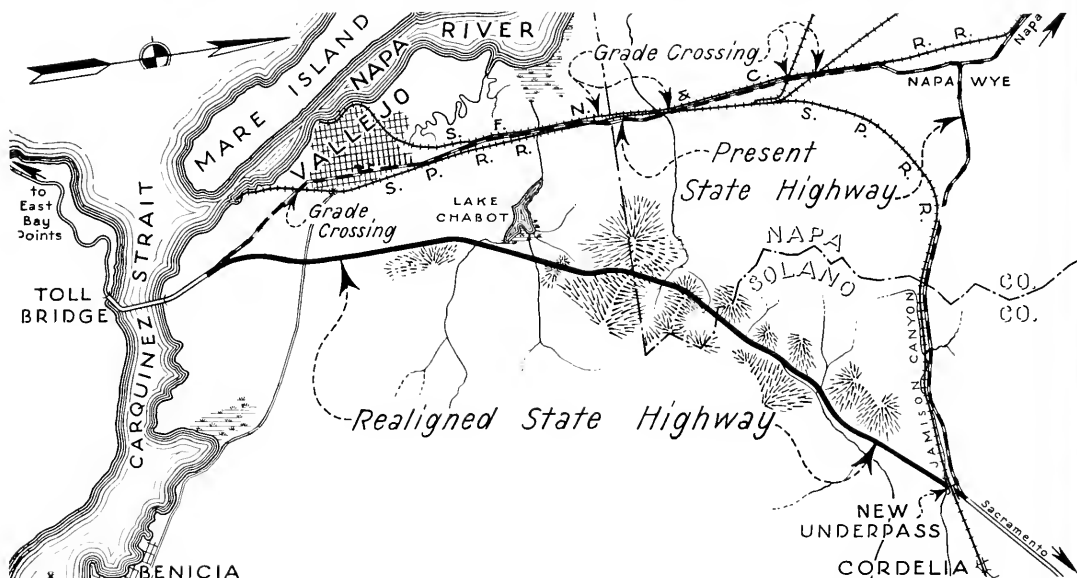 MARE ISLAND
NAPA RIVER
VALLEJO
Grade Crossing
S. F. N. & C. R. R.
Napa
NAPA WYE
S. P. R. R.
S. P. R. R.
Present
State Highway
to
East
Bay
Points
Grade
Crossing
LAKE
CHABOT
NAPA CO.
SOLANO CO.
TOLL
BRIDGE
CARQUINEZ STRAIT
JAMISON CANYON
Realigned State Highway
NEW
UNDERPASS
Sacramento
CORDELIA
BENICIA